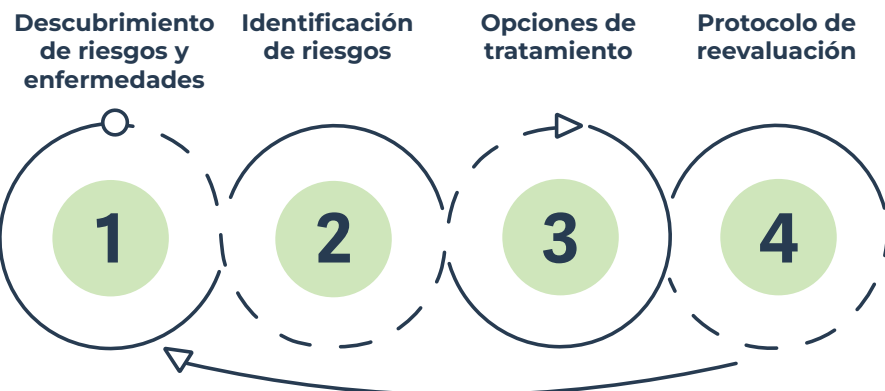 Descubrimiento
de riesgos y
enfermedades
Identificación
de riesgos
Opciones de
tratamiento
Protocolo de
reevaluación
1
2
3
4